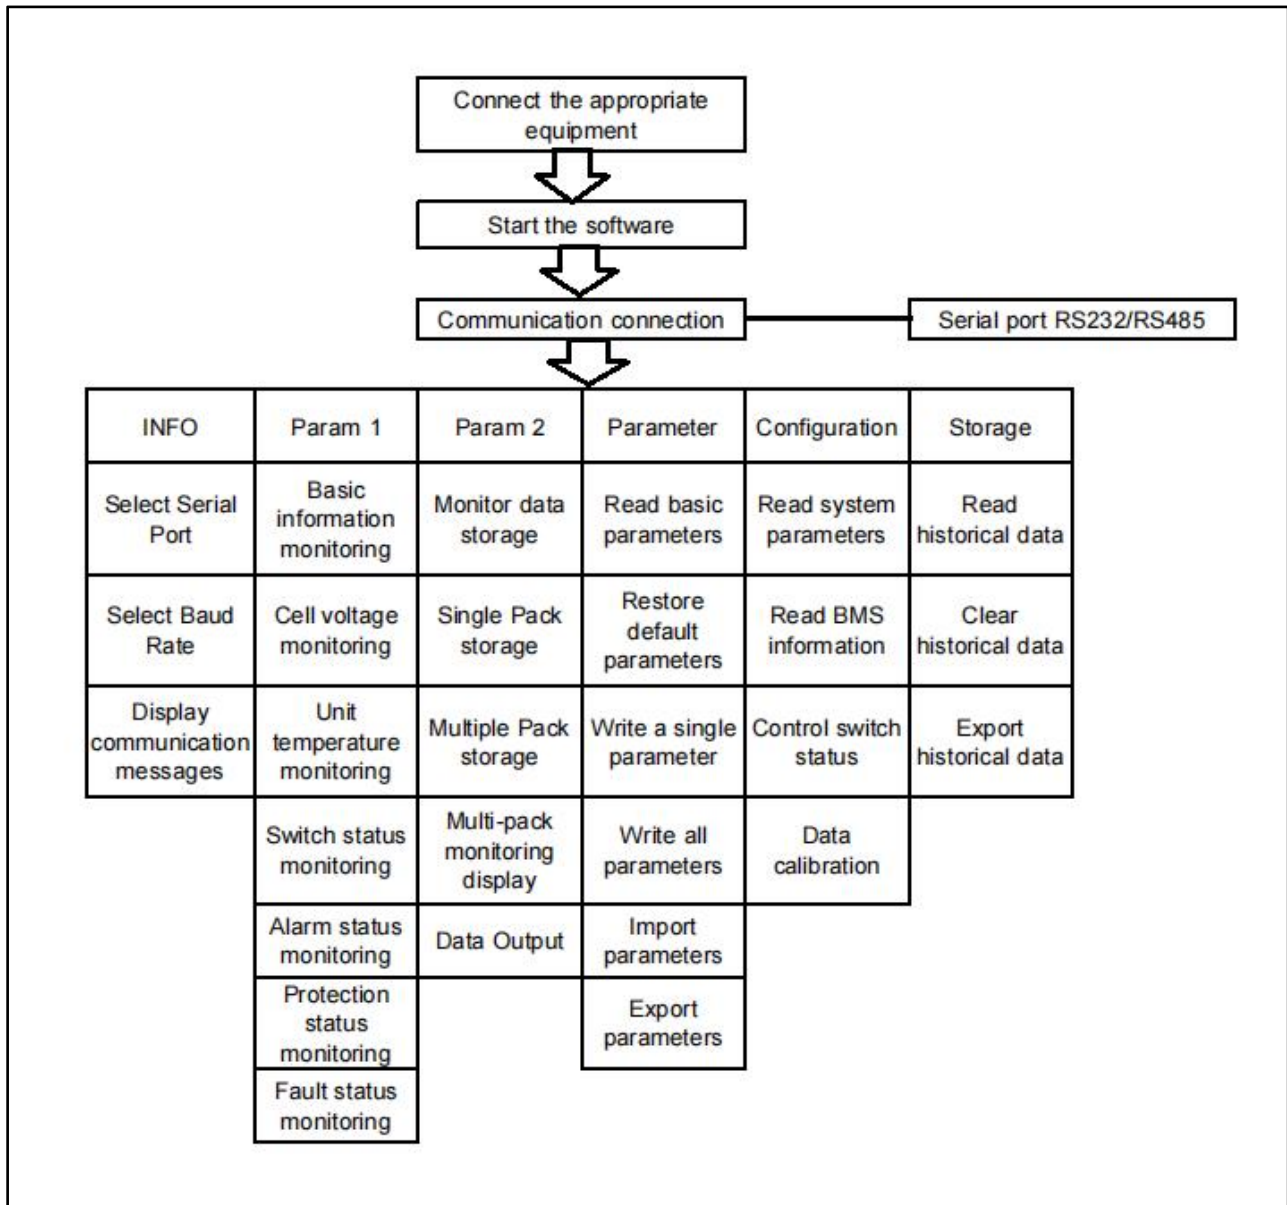 Connect the appropriate
equipment
Start the software
Communication connection
Serial port RS232/RS485
INFO
Param 1
Param 2
Parameter
Configuration
Storage
Select Serial
Port
Basic
information
monitoring
Monitor data
storage
Read basic
parameters
Read system
parameters
Read
historical data
Select Baud
Rate
Cell voltage
monitoring
Single Pack
storage
Restore
default
parameters
Read BMS
information
Clear
historical data
Display
communication
messages
Unit
temperature
monitoring
Multiple Pack
storage
Write a single
parameter
Control switch
status
Export
historical data
Switch status
monitoring
Multi-pack
monitoring
display
Write all
parameters
Data
calibration
Alarm status
monitoring
Data Output
Import
parameters
Protection
status
monitoring
Export
parameters
Fault status
monitoring